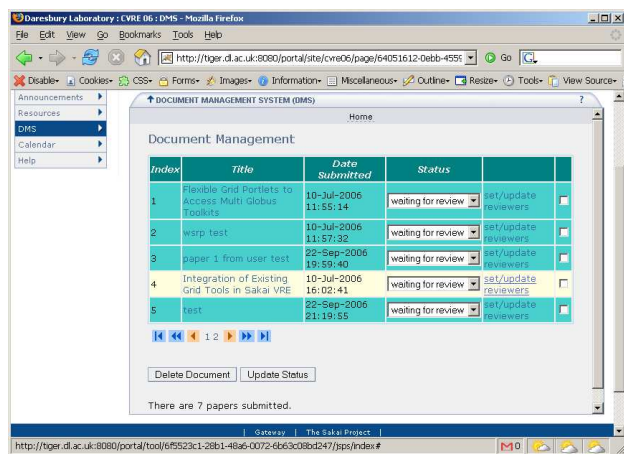 Daresbury Laboratory : CVRE 06 : DMS - Mozilla Firefox
File Edit View Go Bookmarks Tools Help
http://tiger.dl.ac.uk:8080/portal/site/cvre06/page/64051612-0ebb-455 Go
Disable Cookies CSS Forms Images Information Miscellaneous Outline Resize Tools View Source
Announcements
Resources
DMS
Calendar
Help
DOCUMENT MANAGEMENT SYSTEM (DMS) ?
Home
Document Management
Index Title Date Submitted Status
1 Flexible Grid Portlets to Access Multi Globus Toolkits 10-Jul-2006 11:55:14 waiting for review set/update reviewers
2 wsrp test 10-Jul-2006 11:57:32 waiting for review set/update reviewers
3 paper 1 from user test 22-Sep-2006 19:59:40 waiting for review set/update reviewers
4 Integration of Existing Grid Tools in Sakai VRE 10-Jul-2006 16:02:41 waiting for review set/update reviewers
5 test 22-Sep-2006 21:19:55 waiting for review set/update reviewers
1 2
Delete Document Update Status
There are 7 papers submitted.
| Gateway | The Sakai Project |
http://tiger.dl.ac.uk:8080/portal/tool/6f5523c1-28b1-48a6-0072-6b63c08bd247/jsps/index# 0